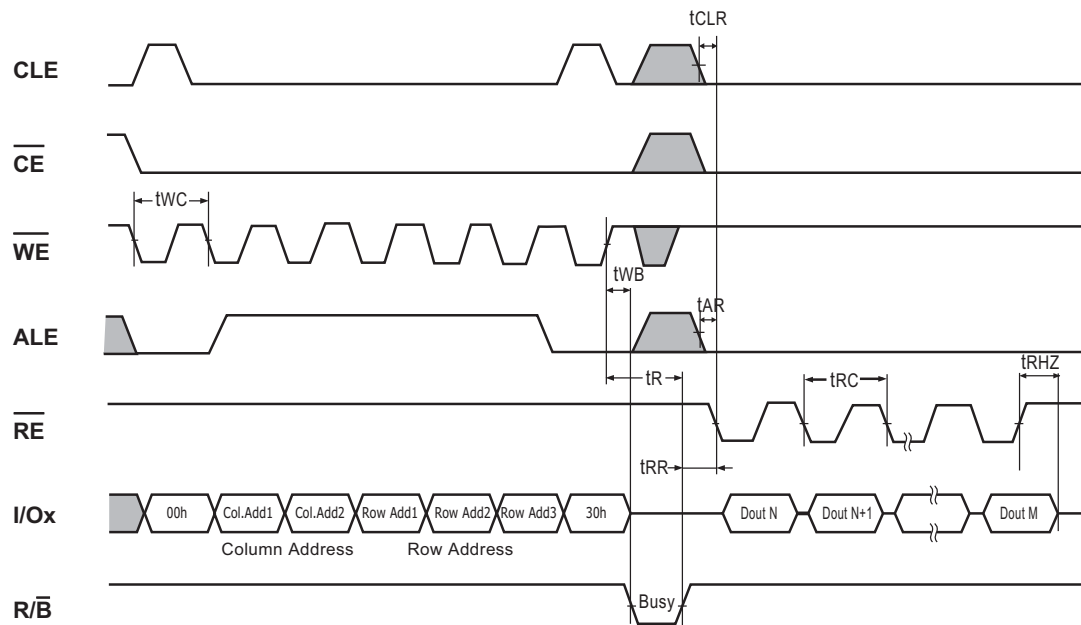 tCLR
CLE
CE
tWC
WE
tWB
tAR
ALE
tR
tRC
tRHZ
RE
tRR
I/Ox
00h
Col.Add1
Col.Add2
Row Add1
Row Add2
Row Add3
30h
Dout N
Dout N+1
Dout M
Column Address
Row Address
R/B
Busy